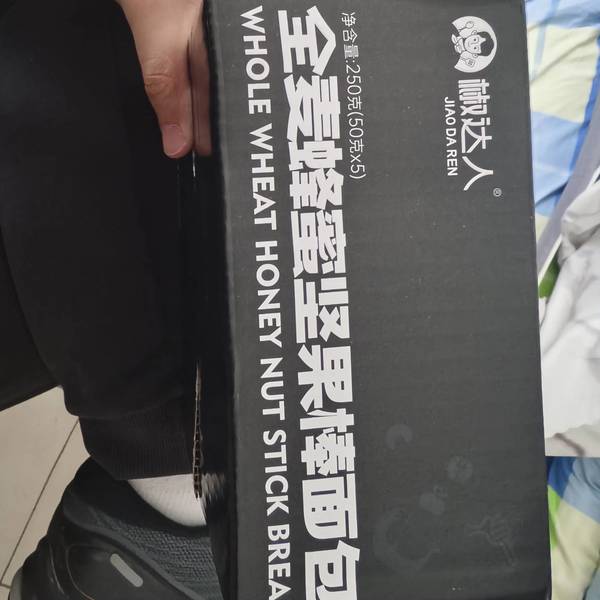 椒达人
®
JIAO DA REN
净含量:250克(50克x5)
全麦蜂蜜坚果棒面包
WHOLE WHEAT HONEY NUT STICK BREA